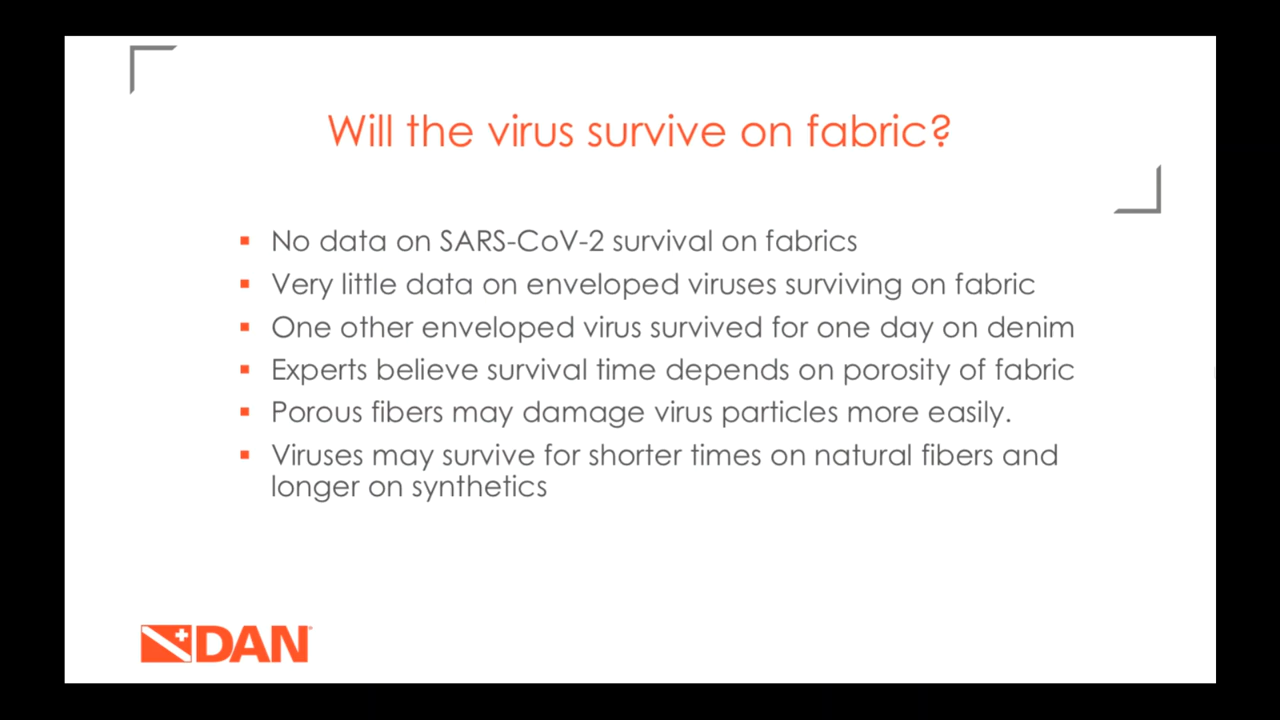 Will the virus survive on fabric?
No data on SARS-CoV-2 survival on fabrics
Very little data on enveloped viruses surviving on fabric
One other enveloped virus survived for one day on denim
Experts believe survival time depends on porosity of fabric
Porous fibers may damage virus particles more easily.
Viruses may survive for shorter times on natural fibers and
longer on synthetics
DAN